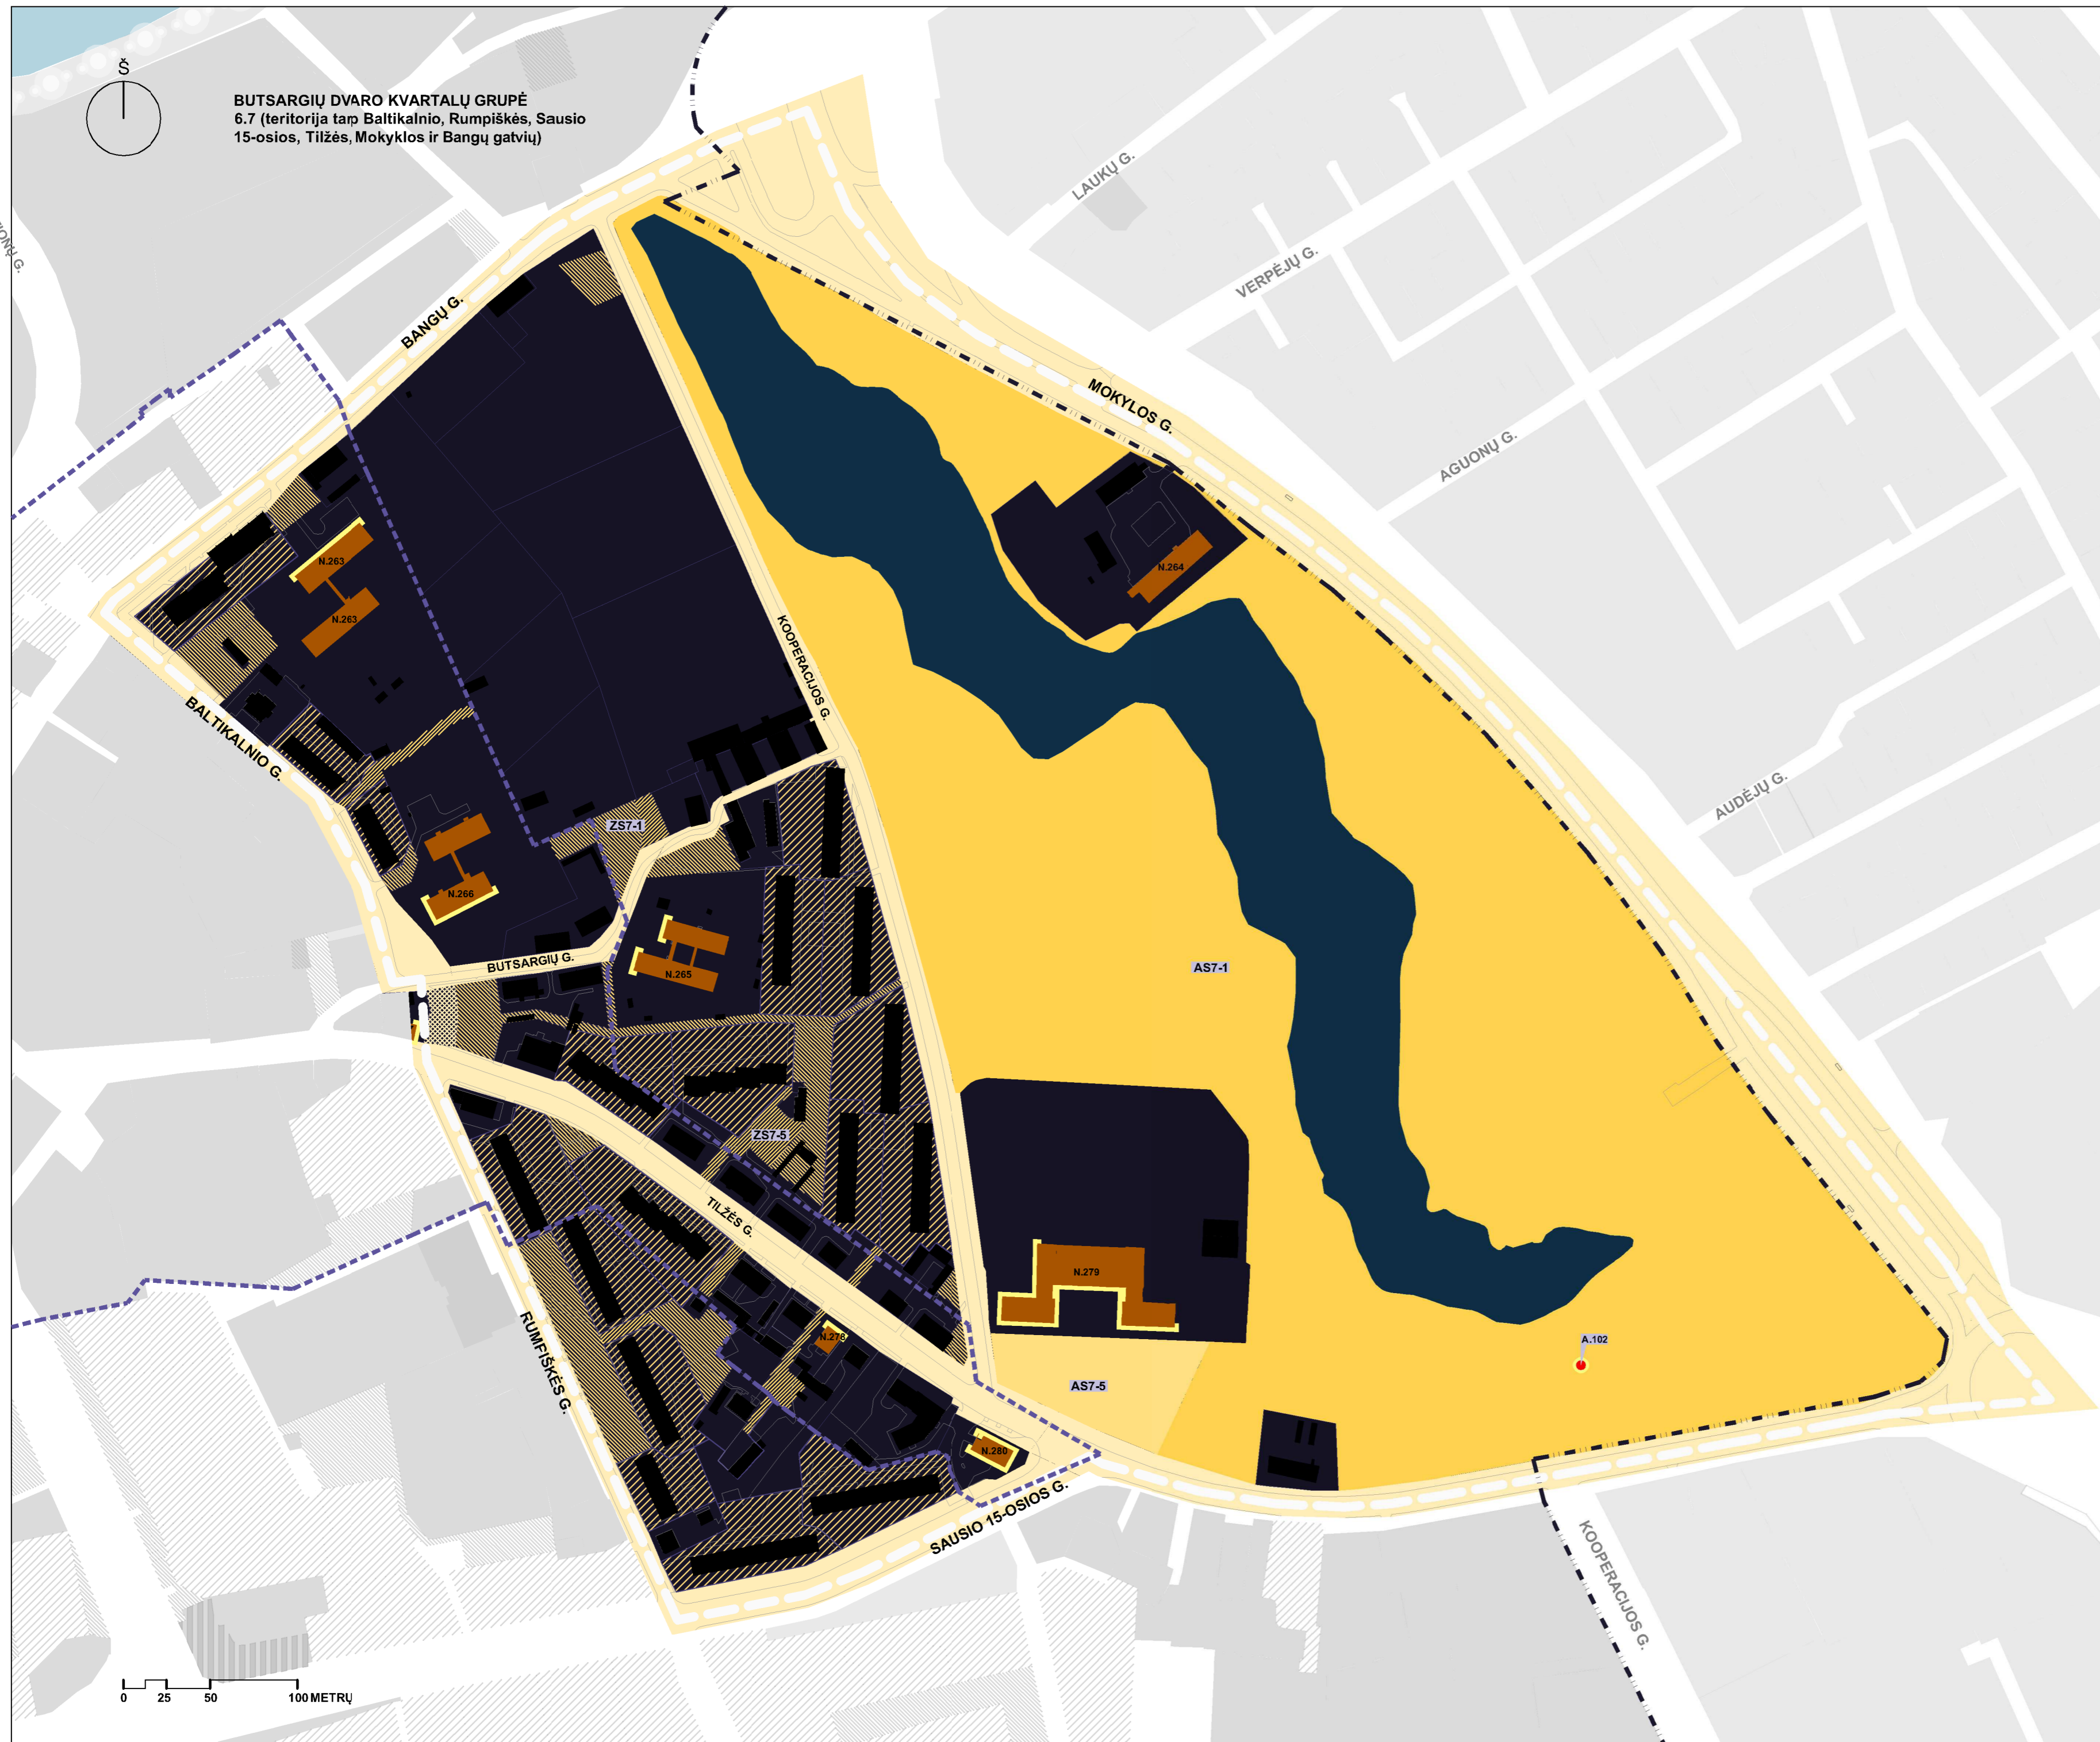 Š
BUTSARGIŲ DVARO KVARTALŲ GRUPĖ
6.7 (teritorija tarp Baltikalnio, Rumpiškės, Sausio
15-osios, Tilžės, Mokyklos ir Bangų gatvių)
LAUKŲ G.
VERPĖJŲ G.
BANGŲ G.
MOKYLOS G.
AGUONŲ G.
N.263
N.264
N.263
KOOPERACIJOS G.
BALTIKALNIO G.
AUDĖJŲ G.
ZS7-1
N.266
BUTSARGIŲ G.
N.265
AS7-1
ZS7-5
TILŽĖS G.
N.279
N.278
A.102
RUMPIŠKĖS G.
AS7-5
N.280
SAUSIO 15-OSIOS G.
KOOPERACIJOS G.
0 25 50 100 METRŲ